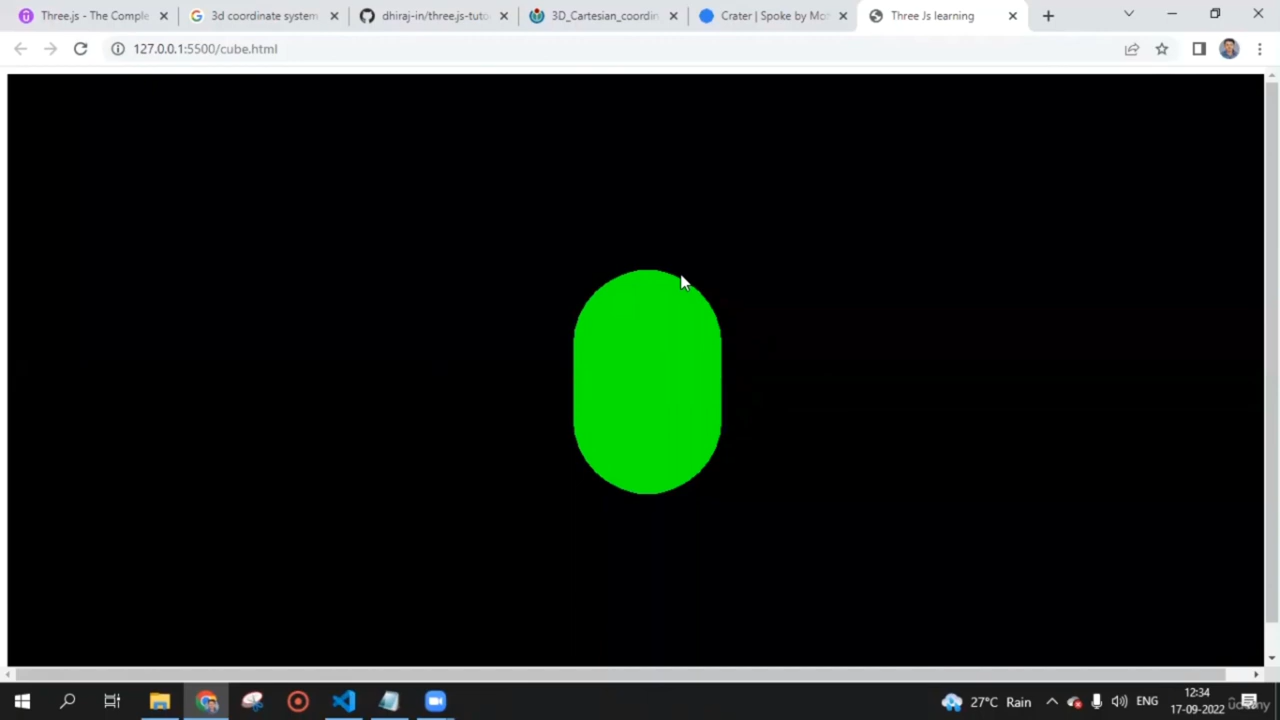 Three.js - The Comple
3d coordinate system
dhiraj-in/three.js-tuto
3D_Cartesian_coordin
Crater | Spoke by Mo
Three Js learning
127.0.0.1:5500/cube.html
27°C Rain
ENG
12:34
17-09-2022
ûdemy